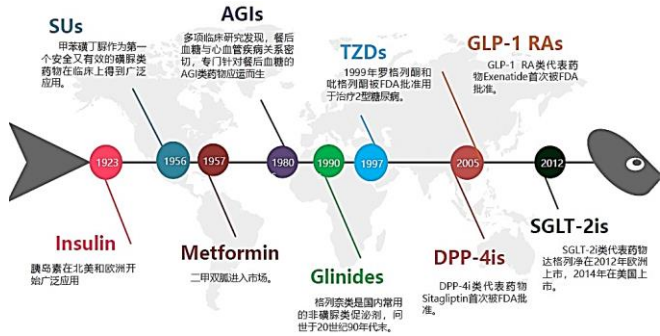 SUs
甲苯磺丁脲作为第一
个安全又有效的磺脲类
药物在临床上得到广泛
应用。
AGIs
多项临床研究发现，餐后
血糖与心血管疾病关系密
切，专门针对餐后血糖的
AGI类药物应运而生
TZDs
1999年罗格列酮和
吡格列酮被FDA批准用
于治疗2型糖尿病。
GLP-1 RAs
GLP-1 RA类代表药
物Exenatide首次被FDA
批准。
1923
1956
1957
1980
1990
1997
2005
2012
Insulin
胰岛素在北美和欧洲开
始广泛应用
Metformin
二甲双胍进入市场。
Glinides
格列奈类是国内常用
的非磺脲类促泌剂，问
世于20世纪90年代末。
DPP-4is
DPP-4i类代表药物
Sitagliptin首次被FDA批
准。
SGLT-2is
SGLT-2i类代表药物
达格列净在2012年欧洲
上市，2014年在美国上
市。